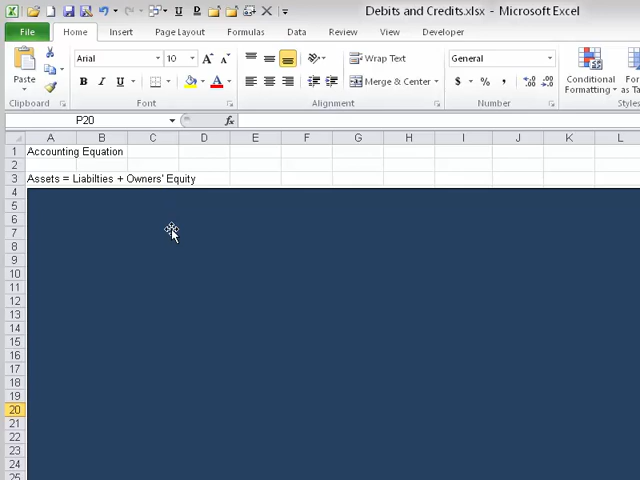 Debits and Credits.xlsx - Microsoft Excel
File Home Insert Page Layout Formulas Data Review View Developer
Arial 10 A A Wrap Text General
Paste B I U A Merge & Center $ % , .00 Conditional Formatting
Clipboard Font Alignment Number
P20 fx
A B C D E F G H I J K L
1 Accounting Equation
2
3 Assets = Liabilties + Owners' Equity
4
5
6
7
8
9
10
11
12
13
14
15
16
17
18
19
20
21
22
23
24
25